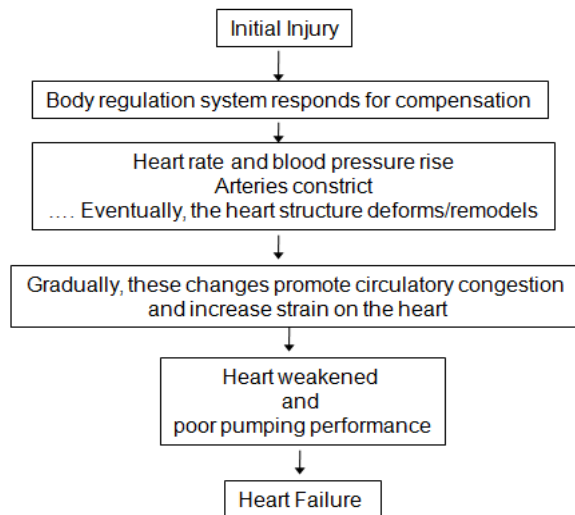 Initial Injury
Body regulation system responds for compensation
Heart rate and blood pressure rise
Arteries constrict
.... Eventually, the heart structure deforms/remodels
Gradually, these changes promote circulatory congestion
and increase strain on the heart
Heart weakened
and
poor pumping performance
Heart Failure